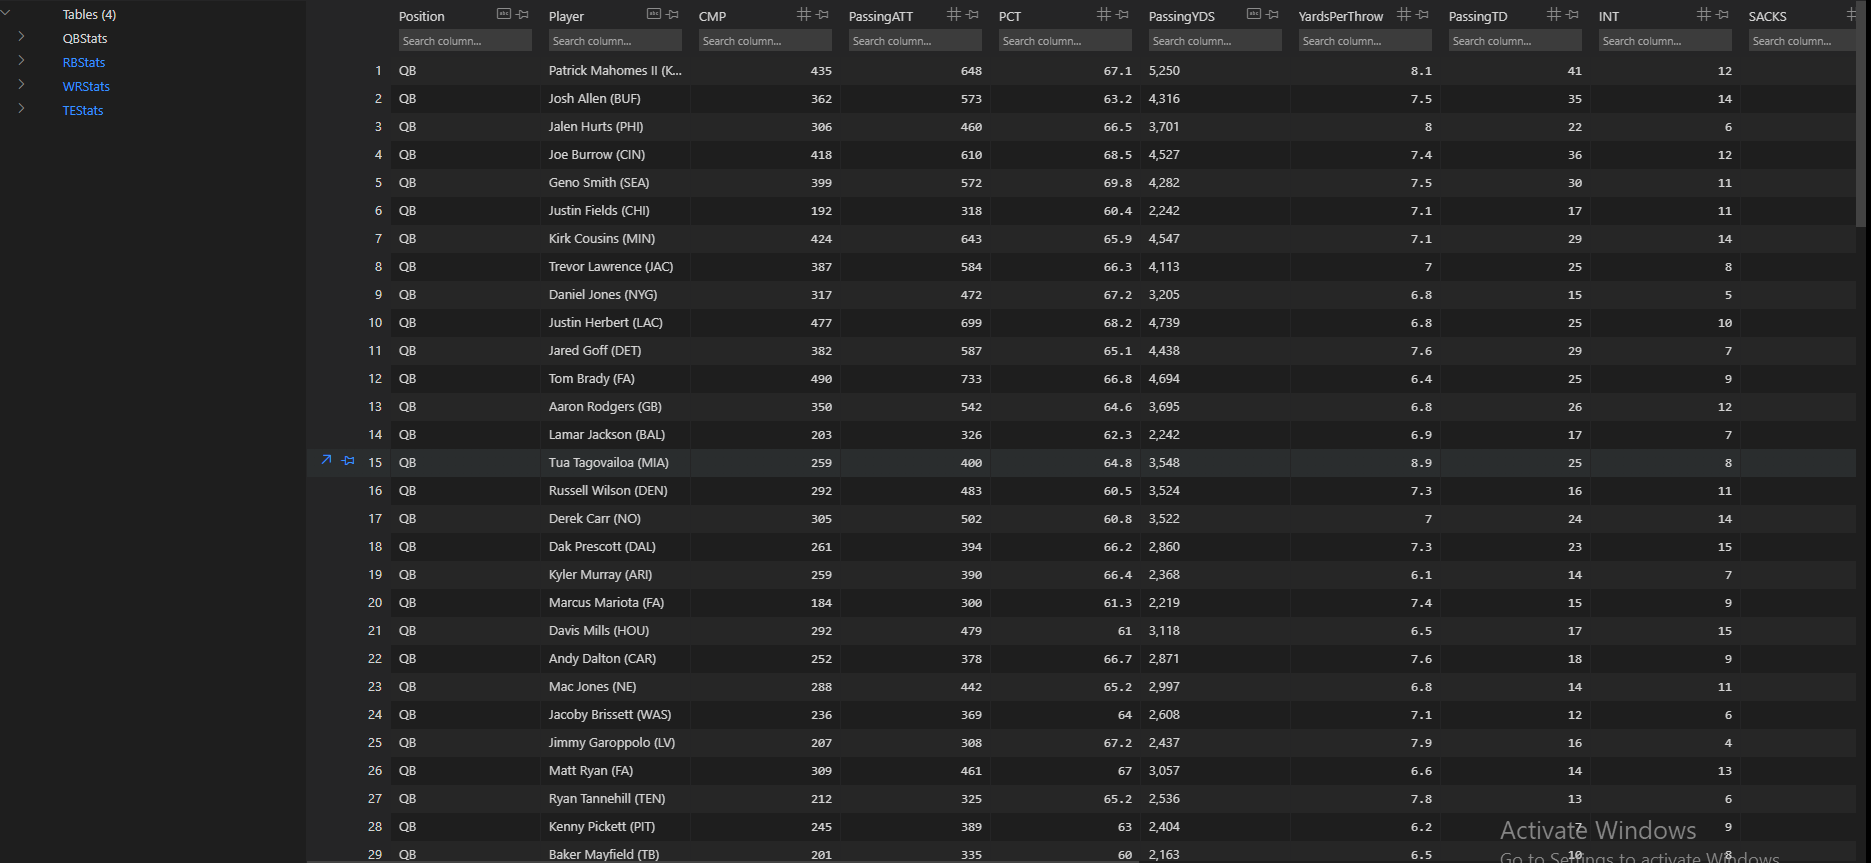 Tables (4)
QBStats
RBStats
WRStats
TEStats
Position Player CMP PassingATT PCT PassingYDS YardsPerThrow PassingTD INT SACKS
Search column... Search column... Search column... Search column... Search column... Search column... Search column... Search column... Search column... Search column...
1 QB Patrick Mahomes II (K... 435 648 67.1 5,250 8.1 41 12
2 QB Josh Allen (BUF) 362 573 63.2 4,316 7.5 35 14
3 QB Jalen Hurts (PHI) 306 460 66.5 3,701 8 22 6
4 QB Joe Burrow (CIN) 418 610 68.5 4,527 7.4 36 12
5 QB Geno Smith (SEA) 399 572 69.8 4,282 7.5 30 11
6 QB Justin Fields (CHI) 192 318 60.4 2,242 7.1 17 11
7 QB Kirk Cousins (MIN) 424 643 65.9 4,547 7.1 29 14
8 QB Trevor Lawrence (JAC) 387 584 66.3 4,113 7 25 8
9 QB Daniel Jones (NYG) 317 472 67.2 3,205 6.8 15 5
10 QB Justin Herbert (LAC) 477 699 68.2 4,739 6.8 25 10
11 QB Jared Goff (DET) 382 587 65.1 4,438 7.6 29 7
12 QB Tom Brady (FA) 490 733 66.8 4,694 6.4 25 9
13 QB Aaron Rodgers (GB) 350 542 64.6 3,695 6.8 26 12
14 QB Lamar Jackson (BAL) 203 326 62.3 2,242 6.9 17 7
15 QB Tua Tagovailoa (MIA) 259 400 64.8 3,548 8.9 25 8
16 QB Russell Wilson (DEN) 292 483 60.5 3,524 7.3 16 11
17 QB Derek Carr (NO) 305 502 60.8 3,522 7 24 14
18 QB Dak Prescott (DAL) 261 394 66.2 2,860 7.3 23 15
19 QB Kyler Murray (ARI) 259 390 66.4 2,368 6.1 14 7
20 QB Marcus Mariota (FA) 184 300 61.3 2,219 7.4 15 9
21 QB Davis Mills (HOU) 292 479 61 3,118 6.5 17 15
22 QB Andy Dalton (CAR) 252 378 66.7 2,871 7.6 18 9
23 QB Mac Jones (NE) 288 442 65.2 2,997 6.8 14 11
24 QB Jacoby Brissett (WAS) 236 369 64 2,608 7.1 12 6
25 QB Jimmy Garoppolo (LV) 207 308 67.2 2,437 7.9 16 4
26 QB Matt Ryan (FA) 309 461 67 3,057 6.6 14 13
27 QB Ryan Tannehill (TEN) 212 325 65.2 2,536 7.8 13 6
28 QB Kenny Pickett (PIT) 245 389 63 2,404 6.2 7 9
29 QB Baker Mayfield (TB) 201 335 60 2,163 6.5 10 8
Activate Windows
Go to Settings to activate Windows.